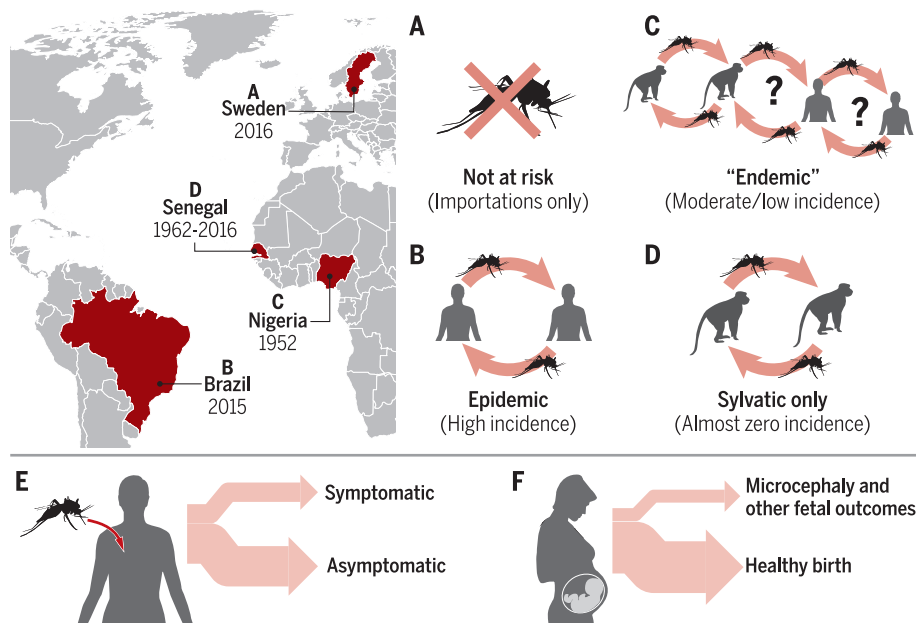 A
Sweden
2016
D
Senegal
1962-2016
C
Nigeria
1952
B
Brazil
2015
A
Not at risk
(Importations only)
C
?
?
“Endemic”
(Moderate/low incidence)
B
Epidemic
(High incidence)
D
Sylvatic only
(Almost zero incidence)
E
Symptomatic
Asymptomatic
F
Microcephaly and
other fetal outcomes
Healthy birth